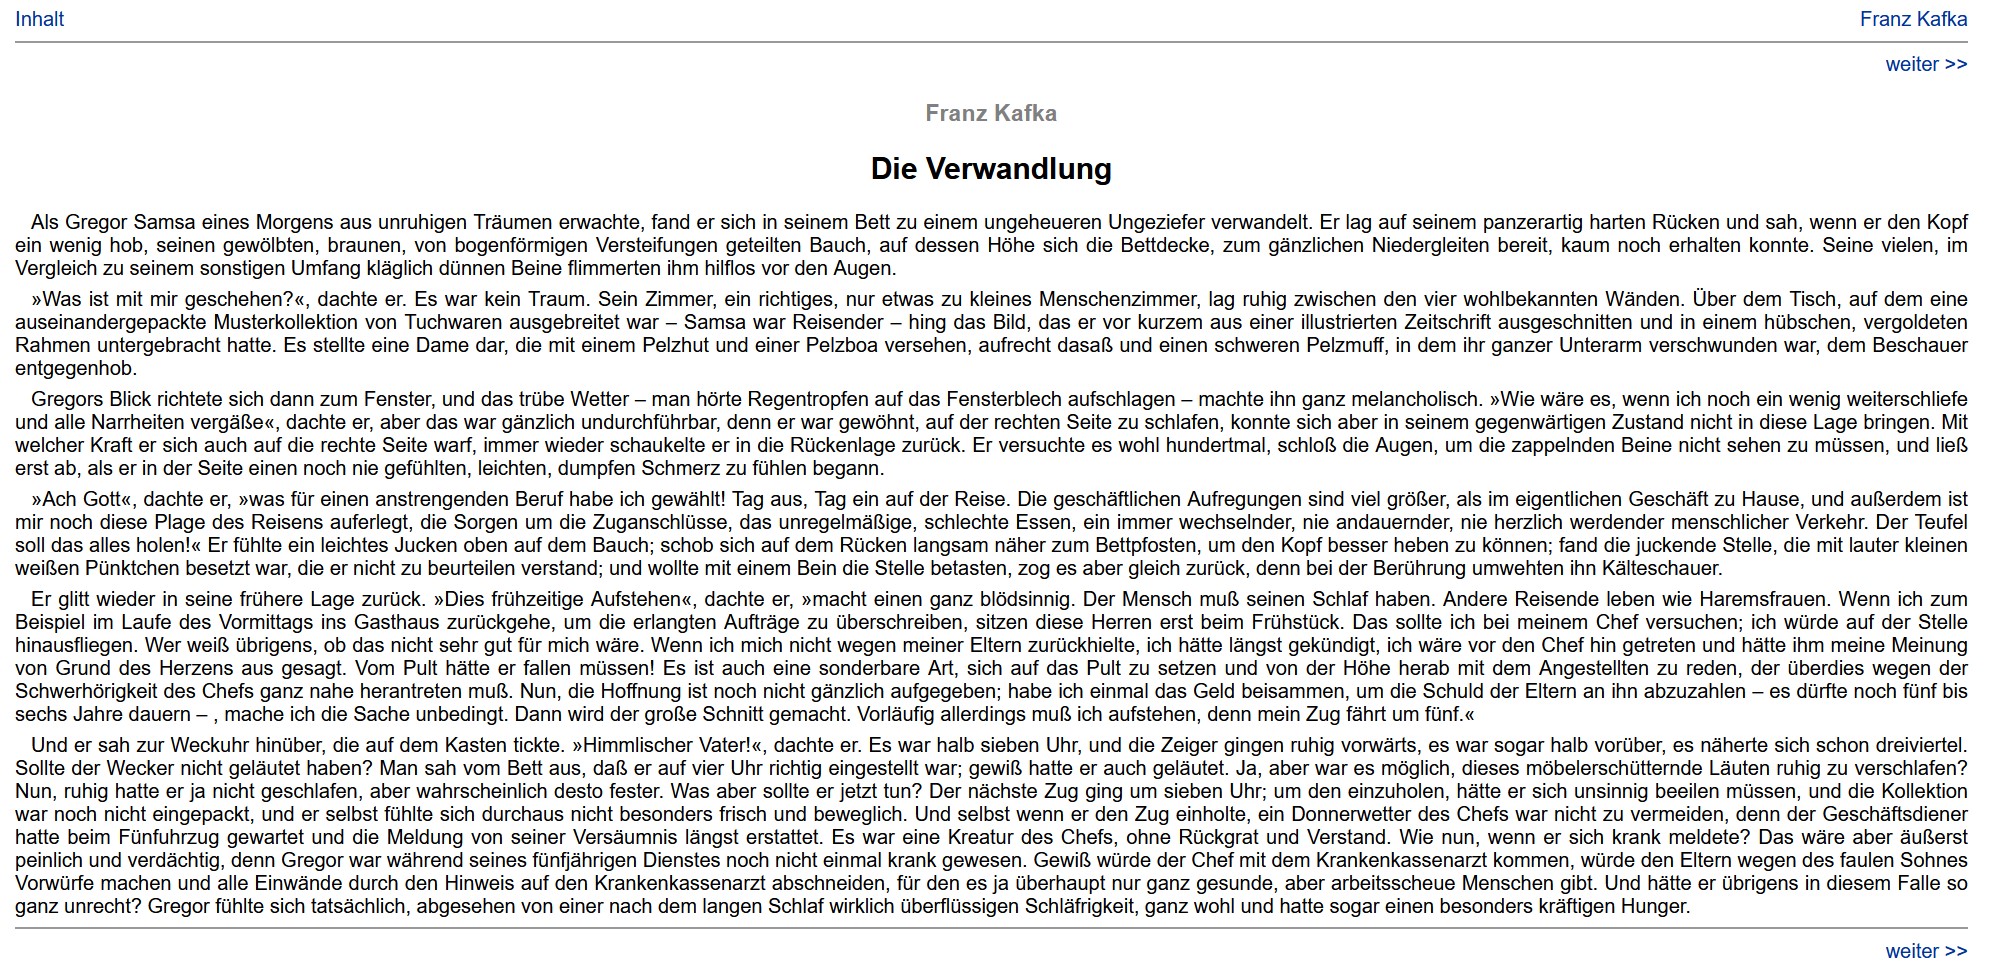 Inhalt
Franz Kafka
weiter >>
Franz Kafka
Die Verwandlung
Als Gregor Samsa eines Morgens aus unruhigen Träumen erwachte, fand er sich in seinem Bett zu einem ungeheueren Ungeziefer verwandelt. Er lag auf seinem panzerartig harten Rücken und sah, wenn er den Kopf
ein wenig hob, seinen gewölbten, braunen, von bogenförmigen Versteifungen geteilten Bauch, auf dessen Höhe sich die Bettdecke, zum gänzlichen Niedergleiten bereit, kaum noch erhalten konnte. Seine vielen, im
Vergleich zu seinem sonstigen Umfang kläglich dünnen Beine flimmerten ihm hilflos vor den Augen.
»Was ist mit mir geschehen?«, dachte er. Es war kein Traum. Sein Zimmer, ein richtiges, nur etwas zu kleines Menschenzimmer, lag ruhig zwischen den vier wohlbekannten Wänden. Über dem Tisch, auf dem eine
auseinandergepackte Musterkollektion von Tuchwaren ausgebreitet war – Samsa war Reisender – hing das Bild, das er vor kurzem aus einer illustrierten Zeitschrift ausgeschnitten und in einem hübschen, vergoldeten
Rahmen untergebracht hatte. Es stellte eine Dame dar, die mit einem Pelzhut und einer Pelzboa versehen, aufrecht dasaß und einen schweren Pelzmuff, in dem ihr ganzer Unterarm verschwunden war, dem Beschauer
entgegenhob.
Gregors Blick richtete sich dann zum Fenster, und das trübe Wetter – man hörte Regentropfen auf das Fensterblech aufschlagen – machte ihn ganz melancholisch. »Wie wäre es, wenn ich noch ein wenig weiterschliefe
und alle Narrheiten vergäße«, dachte er, aber das war gänzlich undurchführbar, denn er war gewöhnt, auf der rechten Seite zu schlafen, konnte sich aber in seinem gegenwärtigen Zustand nicht in diese Lage bringen. Mit
welcher Kraft er sich auch auf die rechte Seite warf, immer wieder schaukelte er in die Rückenlage zurück. Er versuchte es wohl hundertmal, schloß die Augen, um die zappelnden Beine nicht sehen zu müssen, und ließ
erst ab, als er in der Seite einen noch nie gefühlten, leichten, dumpfen Schmerz zu fühlen begann.
»Ach Gott«, dachte er, »was für einen anstrengenden Beruf habe ich gewählt! Tag aus, Tag ein auf der Reise. Die geschäftlichen Aufregungen sind viel größer, als im eigentlichen Geschäft zu Hause, und außerdem ist
mir noch diese Plage des Reisens auferlegt, die Sorgen um die Zuganschlüsse, das unregelmäßige, schlechte Essen, ein immer wechselnder, nie andauernder, nie herzlich werdender menschlicher Verkehr. Der Teufel
soll das alles holen!« Er fühlte ein leichtes Jucken oben auf dem Bauch; schob sich auf dem Rücken langsam näher zum Bettpfosten, um den Kopf besser heben zu können; fand die juckende Stelle, die mit lauter kleinen
weißen Pünktchen besetzt war, die er nicht zu beurteilen verstand; und wollte mit einem Bein die Stelle betasten, zog es aber gleich zurück, denn bei der Berührung umwehten ihn Kälteschauer.
Er glitt wieder in seine frühere Lage zurück. »Dies frühzeitige Aufstehen«, dachte er, »macht einen ganz blödsinnig. Der Mensch muß seinen Schlaf haben. Andere Reisende leben wie Haremsfrauen. Wenn ich zum
Beispiel im Laufe des Vormittags ins Gasthaus zurückgehe, um die erlangten Aufträge zu überschreiben, sitzen diese Herren erst beim Frühstück. Das sollte ich bei meinem Chef versuchen; ich würde auf der Stelle
hinausfliegen. Wer weiß übrigens, ob das nicht sehr gut für mich wäre. Wenn ich mich nicht wegen meiner Eltern zurückhielte, ich hätte längst gekündigt, ich wäre vor den Chef hin getreten und hätte ihm meine Meinung
von Grund des Herzens aus gesagt. Vom Pult hätte er fallen müssen! Es ist auch eine sonderbare Art, sich auf das Pult zu setzen und von der Höhe herab mit dem Angestellten zu reden, der überdies wegen der
Schwerhörigkeit des Chefs ganz nahe herantreten muß. Nun, die Hoffnung ist noch nicht gänzlich aufgegeben; habe ich einmal das Geld beisammen, um die Schuld der Eltern an ihn abzuzahlen – es dürfte noch fünf bis
sechs Jahre dauern – , mache ich die Sache unbedingt. Dann wird der große Schnitt gemacht. Vorläufig allerdings muß ich aufstehen, denn mein Zug fährt um fünf.«
Und er sah zur Weckuhr hinüber, die auf dem Kasten tickte. »Himmlischer Vater!«, dachte er. Es war halb sieben Uhr, und die Zeiger gingen ruhig vorwärts, es war sogar halb vorüber, es näherte sich schon dreiviertel.
Sollte der Wecker nicht geläutet haben? Man sah vom Bett aus, daß er auf vier Uhr richtig eingestellt war; gewiß hatte er auch geläutet. Ja, aber war es möglich, dieses möbelerschütternde Läuten ruhig zu verschlafen?
Nun, ruhig hatte er ja nicht geschlafen, aber wahrscheinlich desto fester. Was aber sollte er jetzt tun? Der nächste Zug ging um sieben Uhr; um den einzuholen, hätte er sich unsinnig beeilen müssen, und die Kollektion
war noch nicht eingepackt, und er selbst fühlte sich durchaus nicht besonders frisch und beweglich. Und selbst wenn er den Zug einholte, ein Donnerwetter des Chefs war nicht zu vermeiden, denn der Geschäftsdiener
hatte beim Fünfuhrzug gewartet und die Meldung von seiner Versäumnis längst erstattet. Es war eine Kreatur des Chefs, ohne Rückgrat und Verstand. Wie nun, wenn er sich krank meldete? Das wäre aber äußerst
peinlich und verdächtig, denn Gregor war während seines fünfjährigen Dienstes noch nicht einmal krank gewesen. Gewiß würde der Chef mit dem Krankenkassenarzt kommen, würde den Eltern wegen des faulen Sohnes
Vorwürfe machen und alle Einwände durch den Hinweis auf den Krankenkassenarzt abschneiden, für den es ja überhaupt nur ganz gesunde, aber arbeitsscheue Menschen gibt. Und hätte er übrigens in diesem Falle so
ganz unrecht? Gregor fühlte sich tatsächlich, abgesehen von einer nach dem langen Schlaf wirklich überflüssigen Schläfrigkeit, ganz wohl und hatte sogar einen besonders kräftigen Hunger.
weiter >>